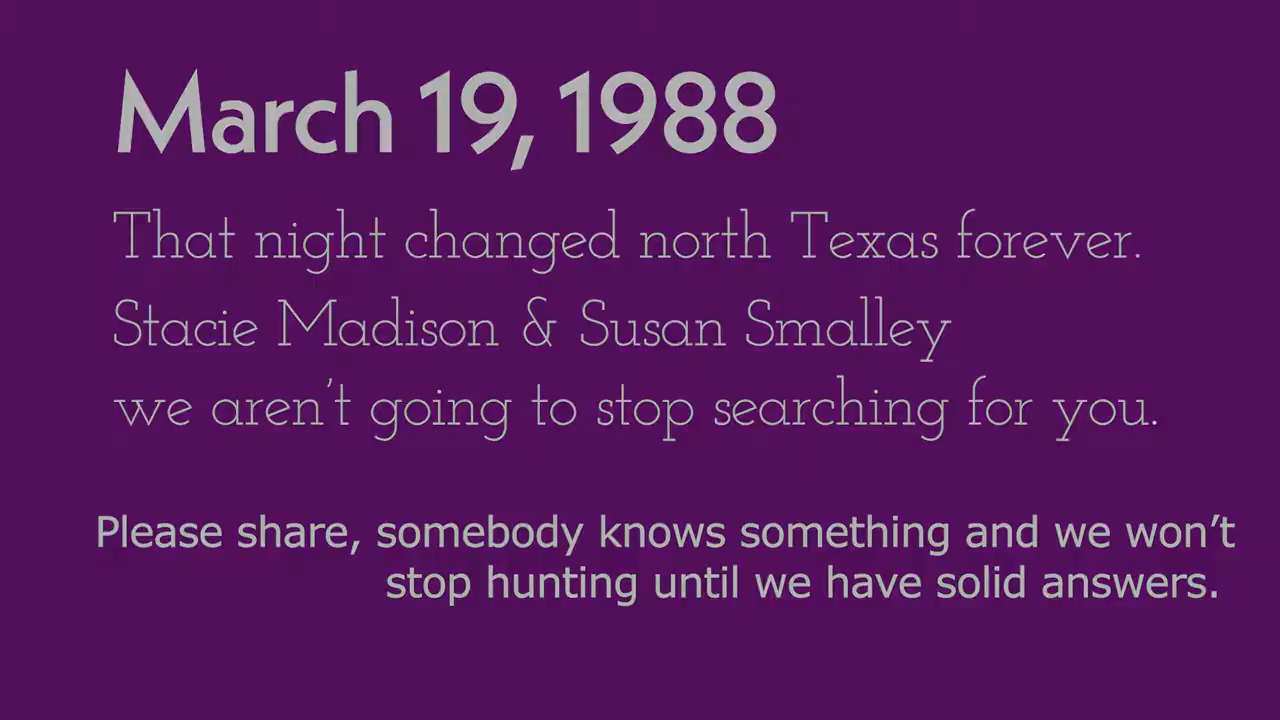 March 19, 1988
That night changed north Texas forever.
Stacie Madison & Susan Smalley
we aren't going to stop searching for you.
Please share, somebody knows something and we won’t
stop hunting until we have solid answers.